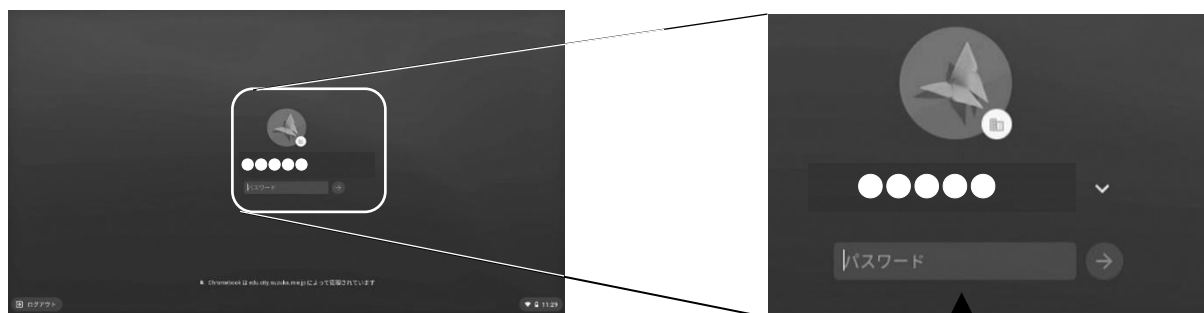 ●●●●●
パスワード
Chromebook は edu.city.suzuka.mie.jp によって管理されています
ログアウト
11:29
●●●●●
パスワード